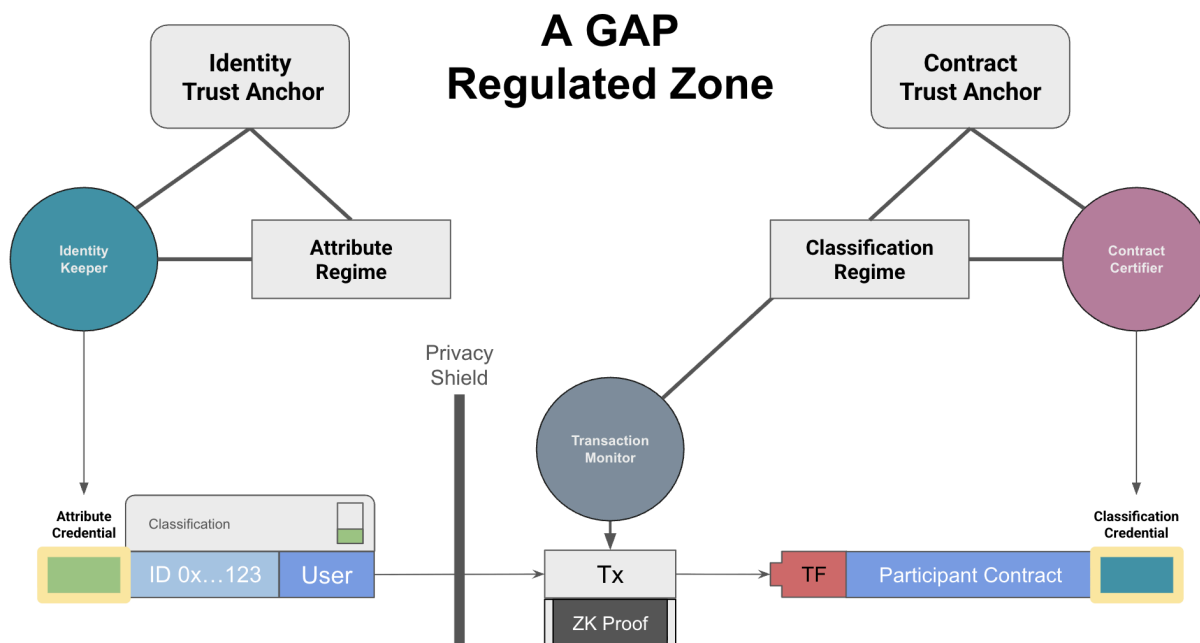 A GAP
Regulated Zone
Identity
Trust Anchor
Contract
Trust Anchor
Identity
Keeper
Attribute
Regime
Classification
Regime
Contract
Certifier
Privacy
Shield
Transaction
Monitor
Attribute
Credential
Classification
Classification
Credential
ID 0x...123
User
Tx
TF
Participant Contract
ZK Proof